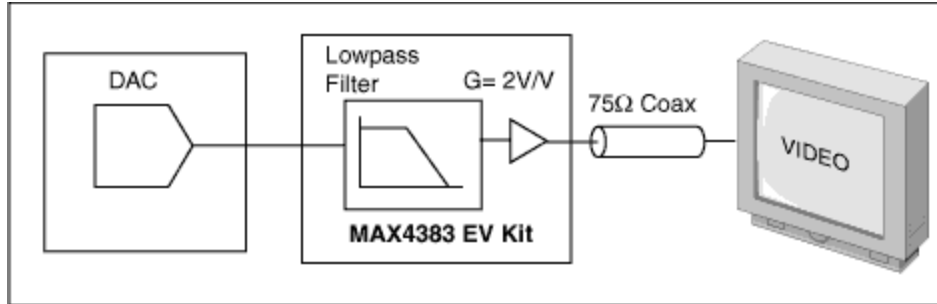 DAC
Lowpass
Filter
G= 2V/V
MAX4383 EV Kit
75Ω Coax
VIDEO